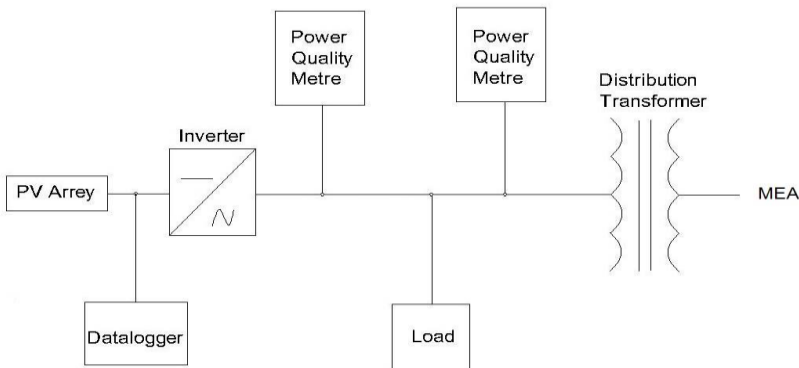 Power
Quality
Metre
Power
Quality
Metre
Distribution
Transformer
Inverter
PV Arrey
MEA
Datalogger
Load